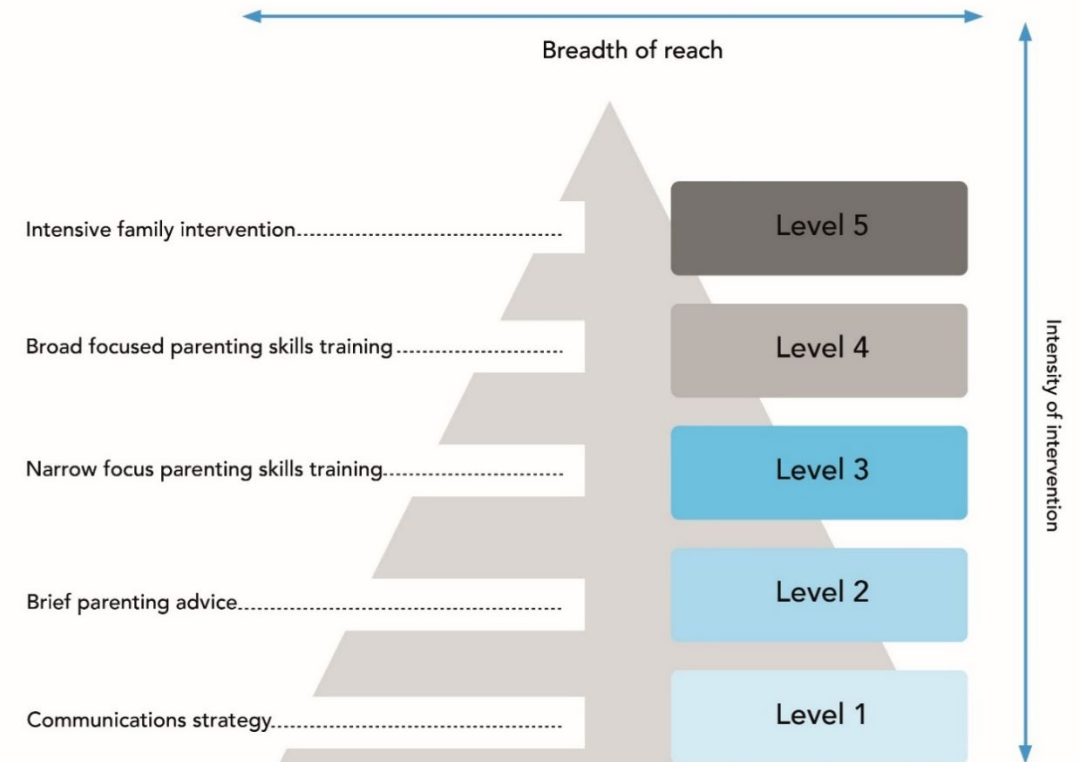 Breadth of reach
Intensive family intervention
Level 5
Broad focused parenting skills training
Level 4
Intensity of intervention
Narrow focus parenting skills training
Level 3
Brief parenting advice
Level 2
Communications strategy
Level 1